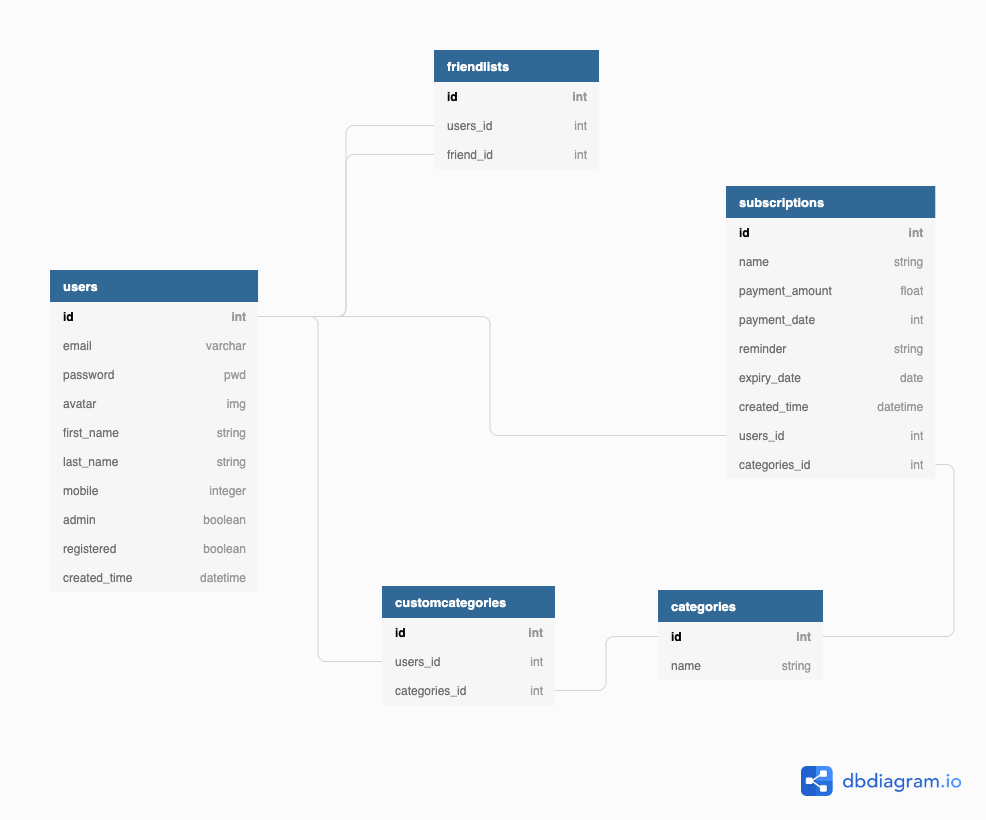 friendlists
id int
users_id int
friend_id int
subscriptions
id int
name string
payment_amount float
payment_date int
reminder string
expiry_date date
created_time datetime
users_id int
categories_id int
users
id int
email varchar
password pwd
avatar img
first_name string
last_name string
mobile integer
admin boolean
registered boolean
created_time datetime
customcategories
id int
users_id int
categories_id int
categories
id int
name string
dbdiagram.io